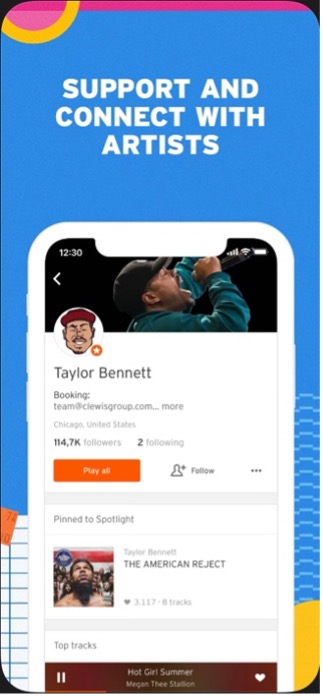 SUPPORT AND
CONNECT WITH
ARTISTS
12:30
Taylor Bennett
Booking:
team@clewisgroup.com... more
Chicago, United States
114,7K followers 2 following
Play all Follow
Pinned to Spotlight
Taylor Bennett
THE AMERICAN REJECT
3.117 · 8 tracks
Top tracks
Hot Girl Summer
Megan Thee Stallion